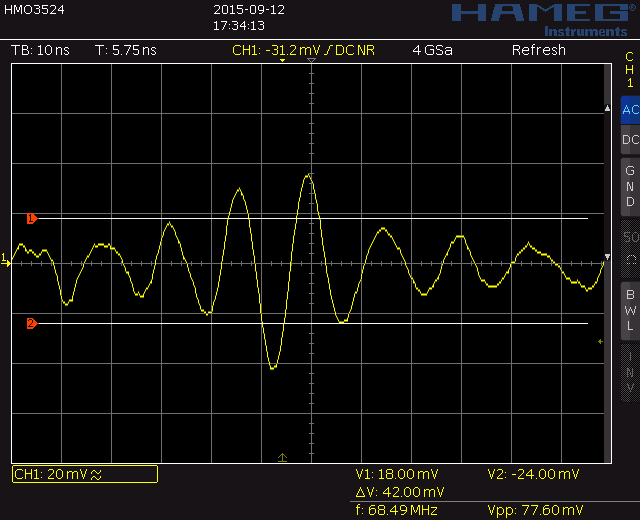 HMO3524
2015-09-12
17:34:13
HAMEG
Instruments
TB: 10 ns
T: 5.75 ns
CH1: -31.2 mV / DC NR
4 GSa
Refresh
CH1
AC
DC
GND
50 Ω
BWL
NV
1
2
1
CH1: 20 mV ≈
V1: 18.00 mV
V2: -24.00 mV
ΔV: 42.00 mV
f: 68.49 MHz
Vpp: 77.60 mV